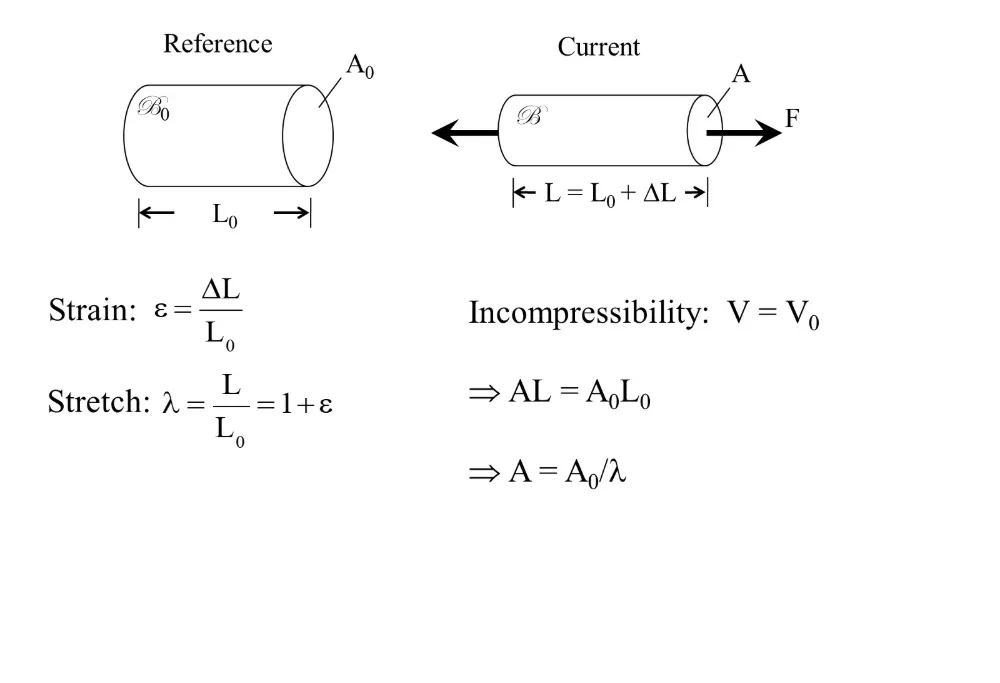 Reference
A₀
ℬ₀
L₀
Current
A
ℬ
F
L = L₀ + ΔL
Strain: ε = ΔL / L₀
Stretch: λ = L / L₀ = 1 + ε
Incompressibility: V = V₀
⇒ AL = A₀L₀
⇒ A = A₀/λ